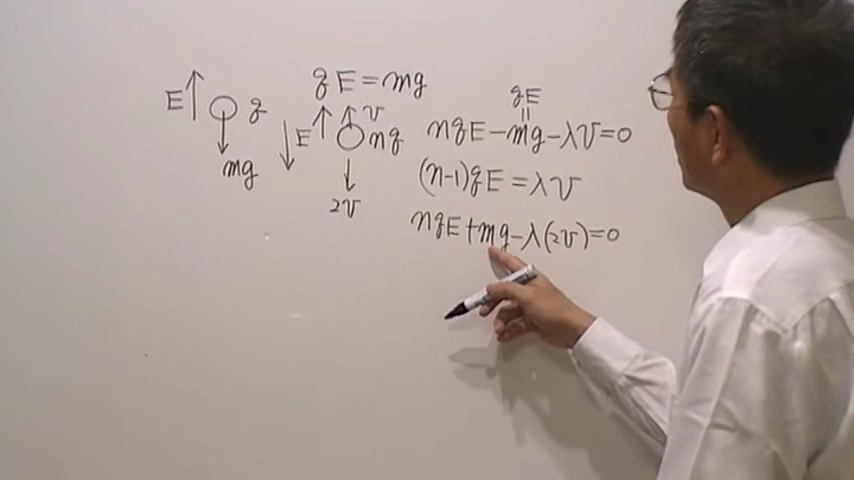 qE = mg
E q
mg
E v nq
2v
qE
nqE - mg - λv = 0
(n-1)qE = λv
nqE + mg - λ(2v) = 0